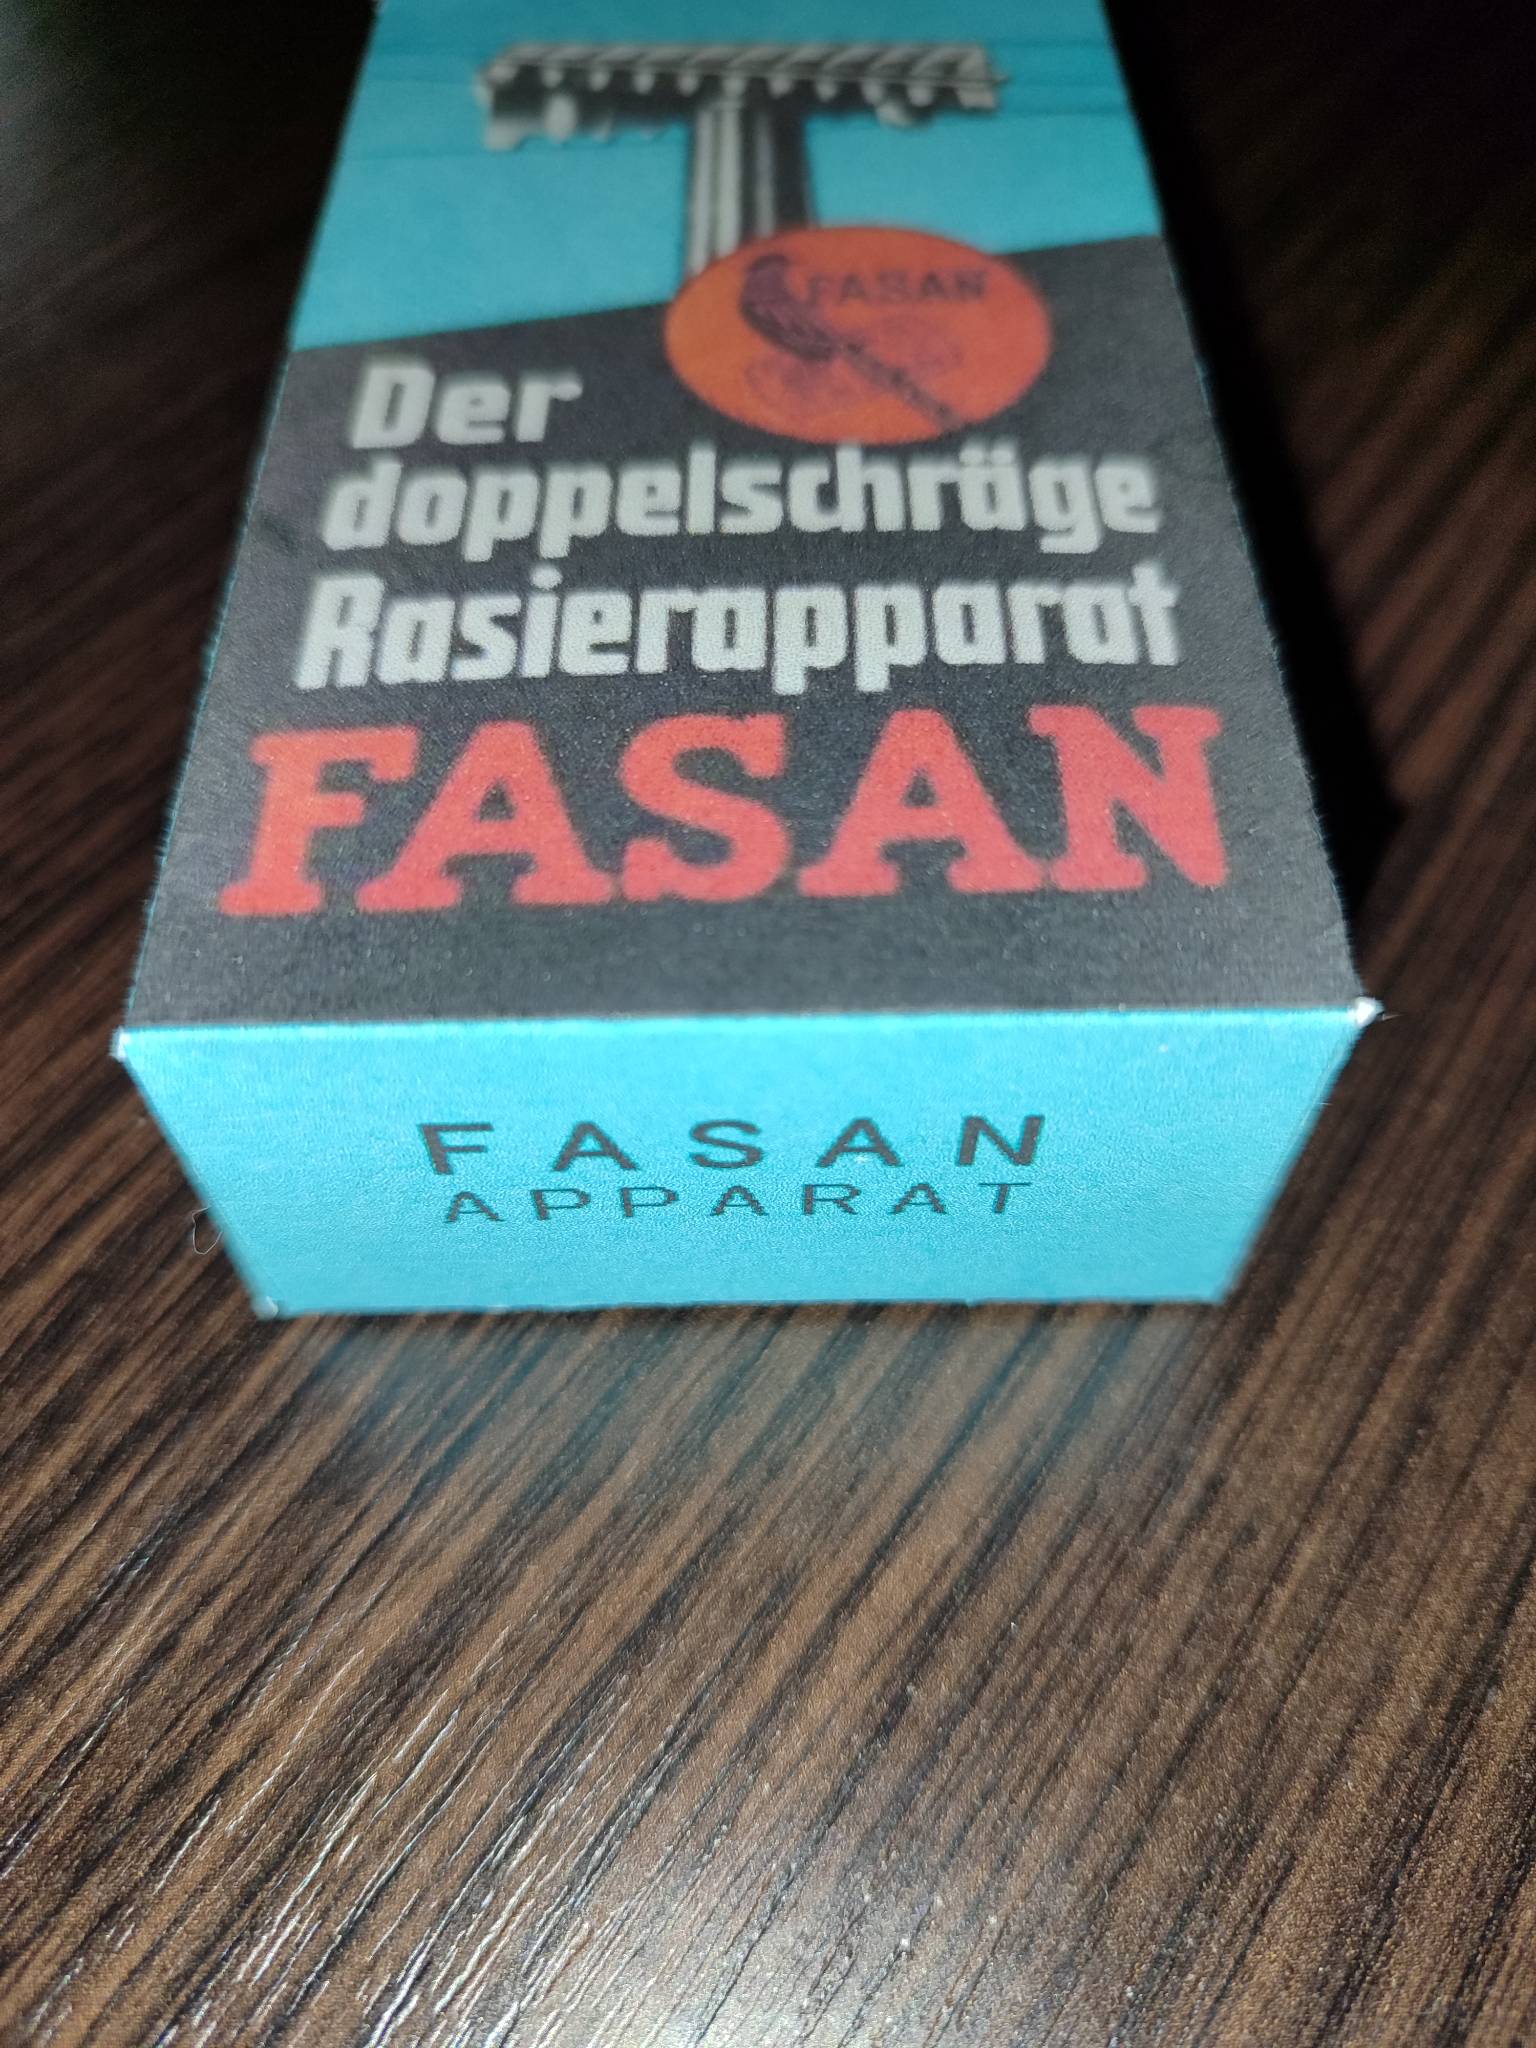 FASAN
Der
doppelschräge
Rasierapparat
FASAN
FASAN
APPARAT